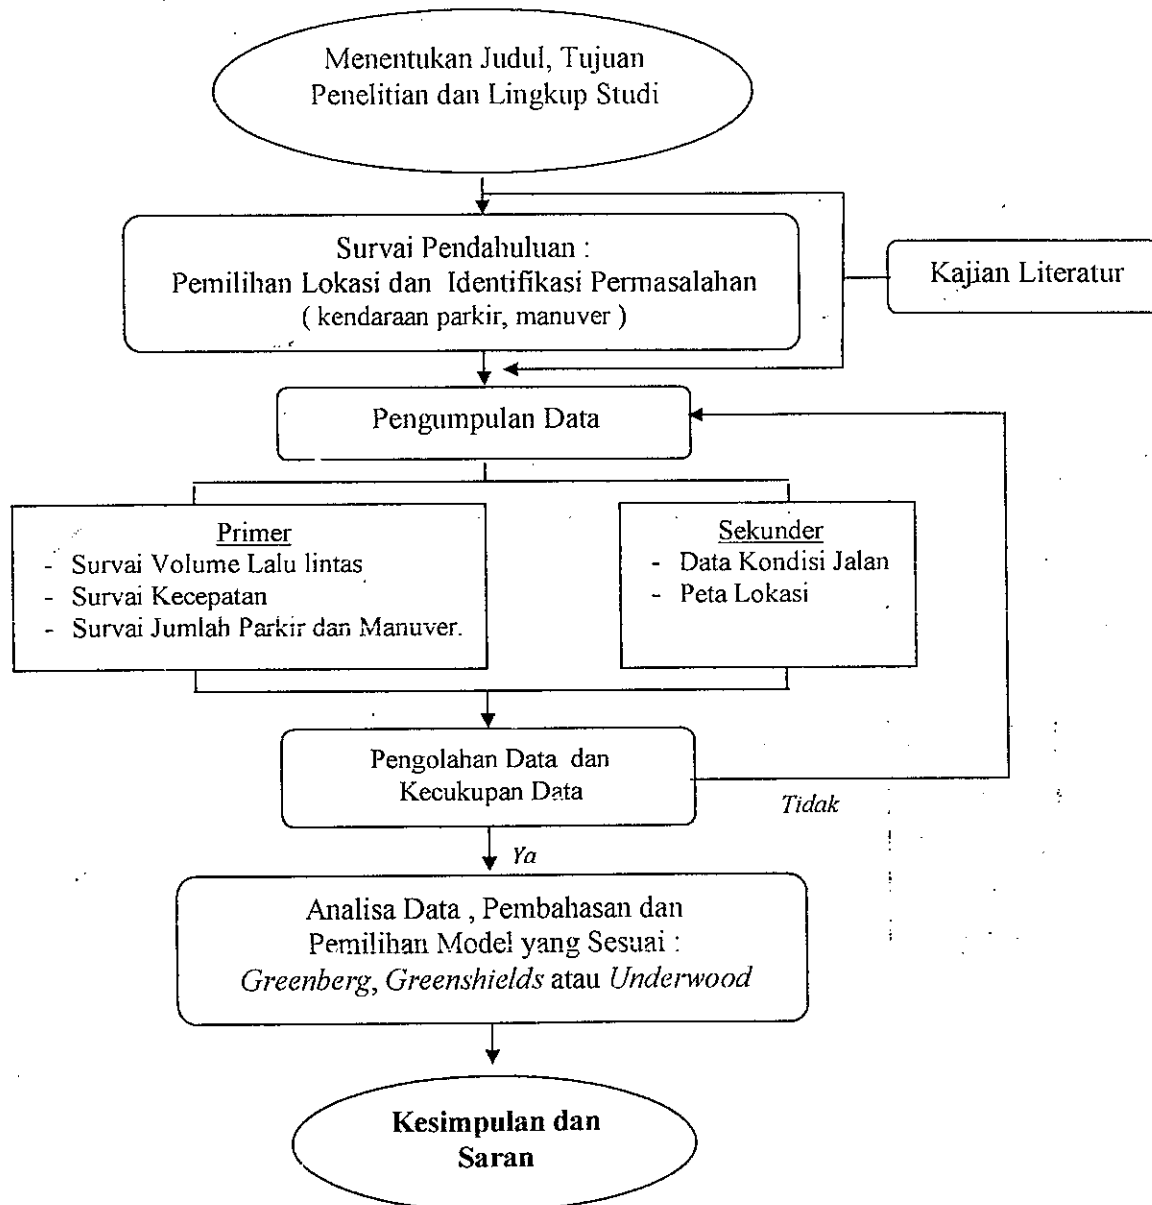 Menentukan Judul, Tujuan
Penelitian dan Lingkup Studi
Survai Pendahuluan :
Pemilihan Lokasi dan Identifikasi Permasalahan
( kendaraan parkir, manuver )
Kajian Literatur
Pengumpulan Data
Primer
- Survai Volume Lalu lintas
- Survai Kecepatan
- Survai Jumlah Parkir dan Manuver.
Sekunder
- Data Kondisi Jalan
- Peta Lokasi
Pengolahan Data dan
Kecukupan Data
Tidak
Ya
Analisa Data , Pembahasan dan
Pemilihan Model yang Sesuai :
Greenberg, Greenshields atau Underwood
Kesimpulan dan
Saran